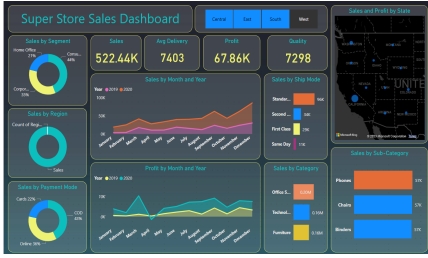 Super Store Sales Dashboard
Central
East
South
West
Sales and Profit by State
Sales by Segment
Home Office
Consu...
48%
Corpor...
Sales
522.44K
Avg Delivery
7403
Profit
67.86K
Quality
7298
Sales by Month and Year
Year 2019 2020
100K
50K
0K
January
February
March
April
May
June
July
August
September
October
November
December
Sales by Ship Mode
Standar...
Second ...
First Class
Same Day
Sales by Region
Count of Regi...
Sales
Sales by Payment Mode
Cards 22%
COD
Online
Profit by Month and Year
Year 2019 2020
10K
0K
January
February
March
April
May
June
July
August
September
October
November
December
Sales by Category
Office S...
Technol...
Furniture
Sales by Sub-Category
Phones
Chairs
Binders
UNITE
Microsoft Bing